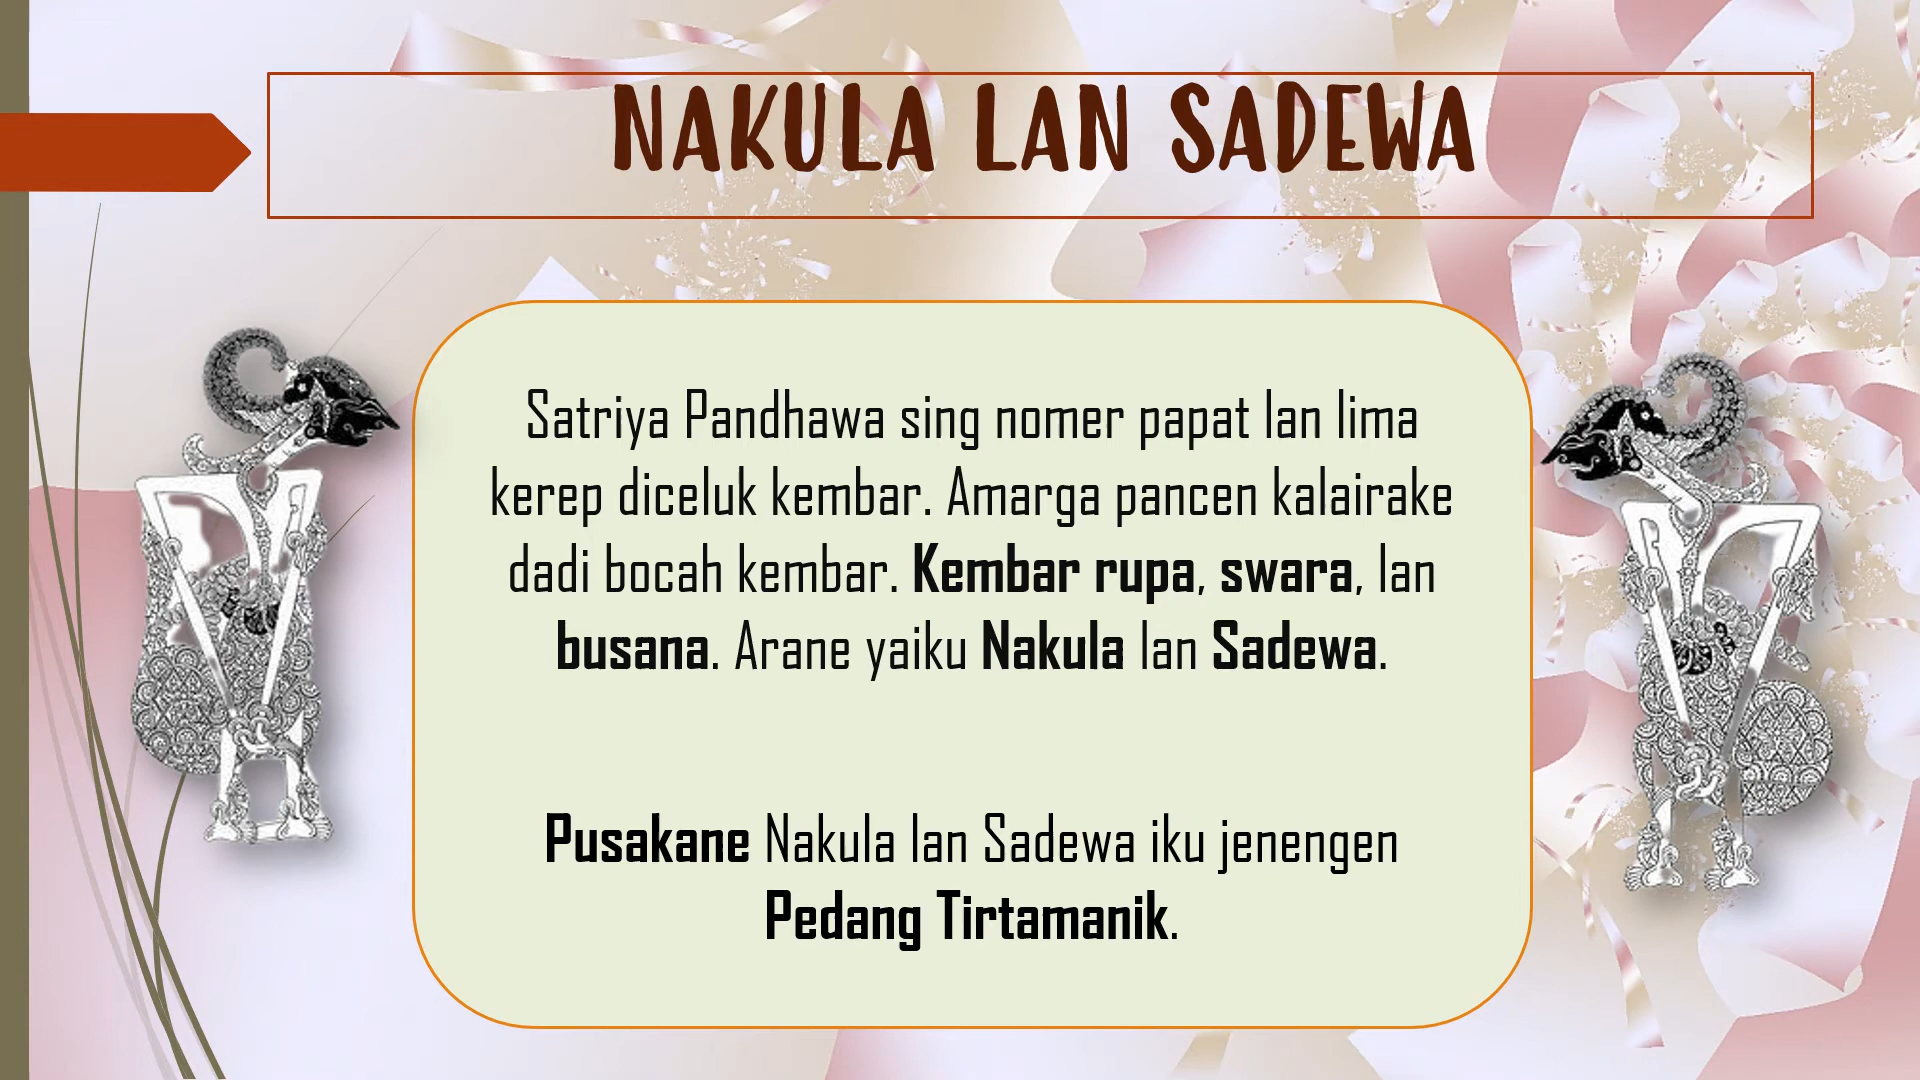 NAKULA LAN SADEWA
Satriya Pandhawa sing nomer papat lan lima
kerep diceluk kembar. Amarga pancen kalairake
dadi bocah kembar. Kembar rupa, swara, lan
busana. Arane yaiku Nakula lan Sadewa.
Pusakane Nakula lan Sadewa iku jenengen
Pedang Tirtamanik.